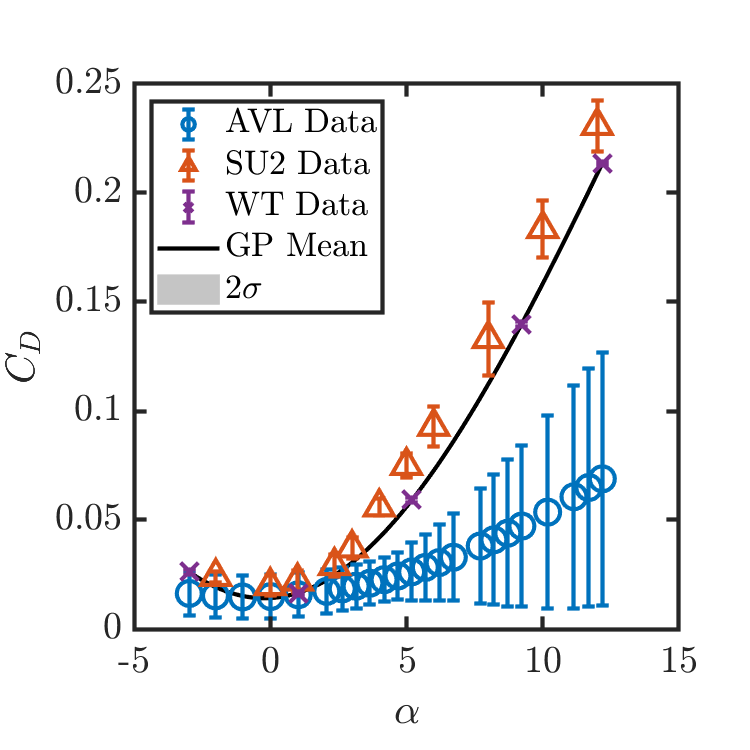 0.25
0.2
0.15
0.1
0.05
0
C_D
AVL Data
SU2 Data
WT Data
GP Mean
2σ
-5 0 5 10 15
α